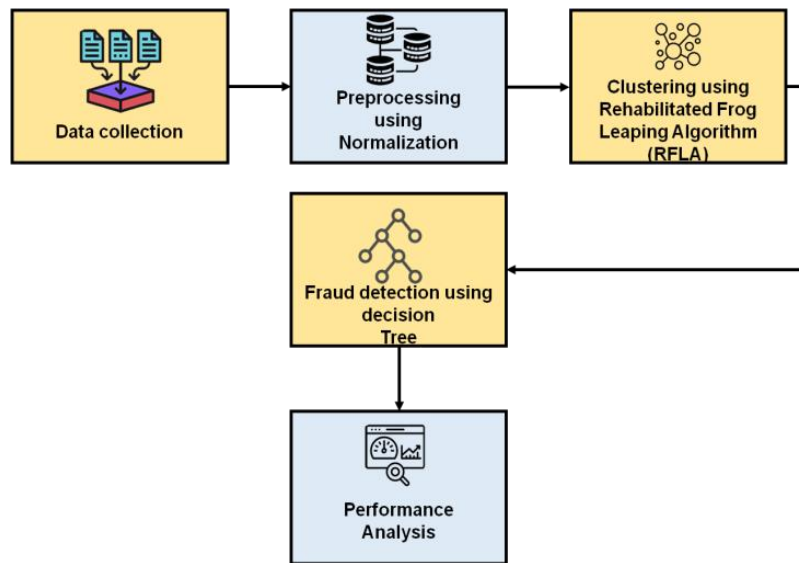 Data collection
Preprocessing
using
Normalization
Clustering using
Rehabilitated Frog
Leaping Algorithm
(RFLA)
Fraud detection using
decision
Tree
Performance
Analysis